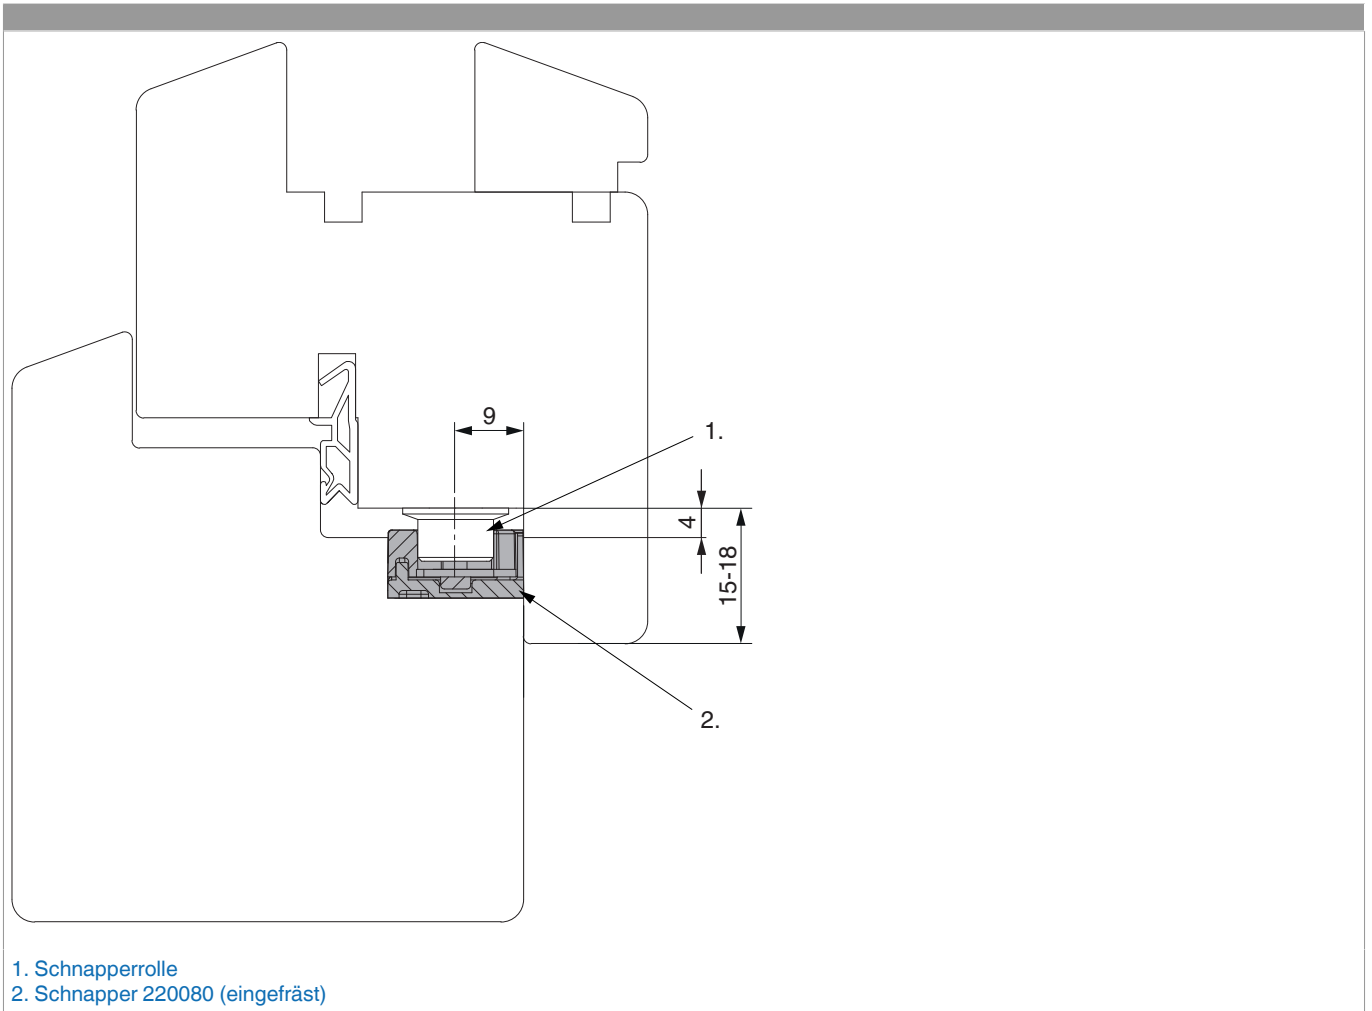 9
1.
4
15-18
2.
1. Schnapperrolle
2. Schnapper 220080 (eingefräst)